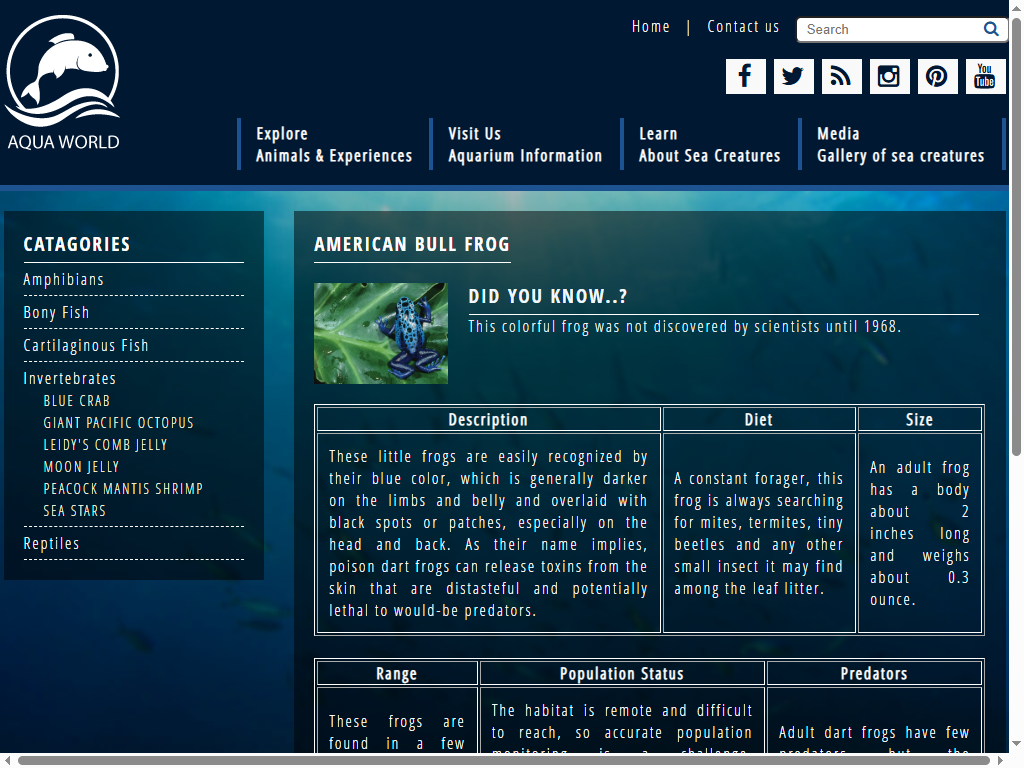 AQUA WORLD
Home | Contact us
Search
You
Tube
Explore
Animals & Experiences
Visit Us
Aquarium Information
Learn
About Sea Creatures
Media
Gallery of sea creatures
CATAGORIES
Amphibians
Bony Fish
Cartilaginous Fish
Invertebrates
BLUE CRAB
GIANT PACIFIC OCTOPUS
LEIDY'S COMB JELLY
MOON JELLY
PEACOCK MANTIS SHRIMP
SEA STARS
Reptiles
AMERICAN BULL FROG
DID YOU KNOW..?
This colorful frog was not discovered by scientists until 1968.
Description
These little frogs are easily recognized by
their blue color, which is generally darker
on the limbs and belly and overlaid with
black spots or patches, especially on the
head and back. As their name implies,
poison dart frogs can release toxins from the
skin that are distasteful and potentially
lethal to would-be predators.
Diet
A constant forager, this
frog is always searching
for mites, termites, tiny
beetles and any other
small insect it may find
among the leaf litter.
Size
An adult frog
has a body
about 2
inches long
and weighs
about 0.3
ounce.
Range
These frogs are
found in a few
Population Status
The habitat is remote and difficult
to reach, so accurate population
monitoring is a challenge.
Predators
Adult dart frogs have few
predators, but the